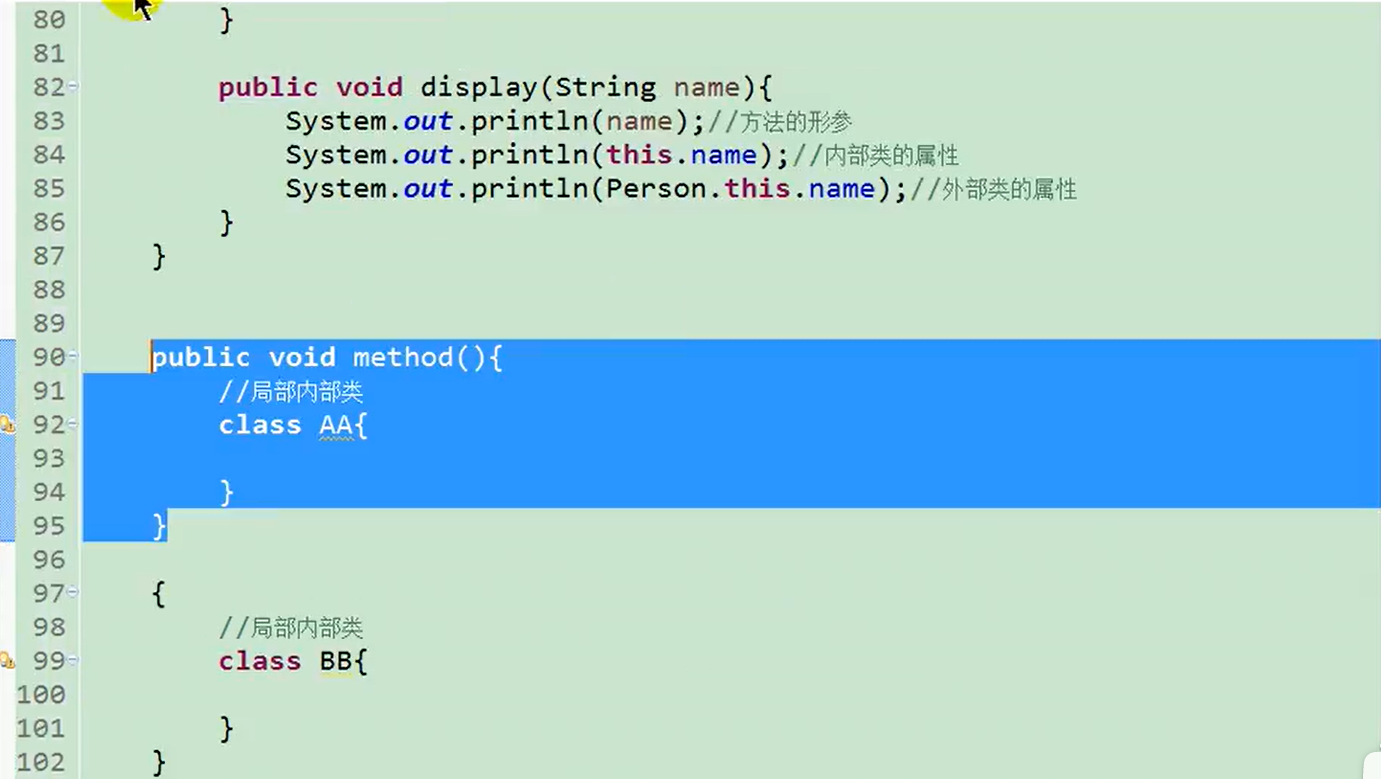 80 }
81
82 public void display(String name){
83 System.out.println(name);//方法的形参
84 System.out.println(this.name);//内部类的属性
85 System.out.println(Person.this.name);//外部类的属性
86 }
87 }
88
89
90 public void method(){
91 //局部内部类
92 class AA{
93
94 }
95 }
96
97 {
98 //局部内部类
99 class BB{
100
101 }
102 }